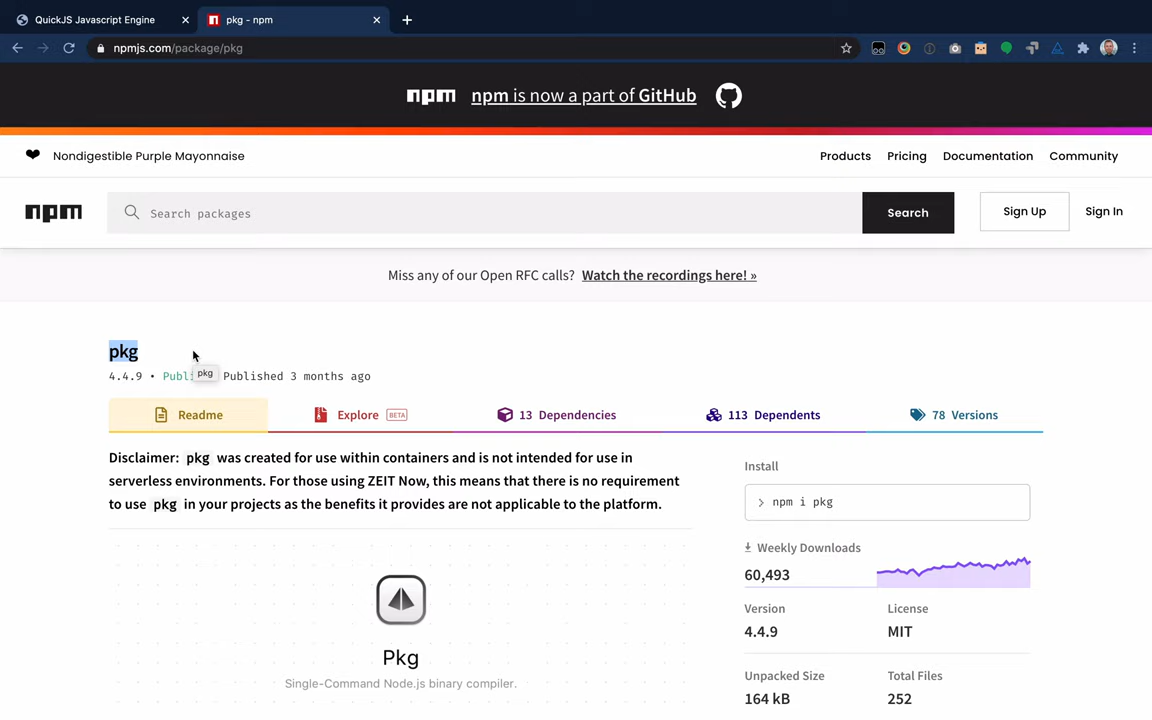 QuickJS Javascript Engine
pkg - npm
npmjs.com/package/pkg
npm npm is now a part of GitHub
Nondigestible Purple Mayonnaise
Products Pricing Documentation Community
npm Search packages Search Sign Up Sign In
Miss any of our Open RFC calls? Watch the recordings here! »
pkg
4.4.9 • Publi Published 3 months ago
pkg
Readme Explore BETA 13 Dependencies 113 Dependents 78 Versions
Disclaimer: pkg was created for use within containers and is not intended for use in
serverless environments. For those using ZEIT Now, this means that there is no requirement
to use pkg in your projects as the benefits it provides are not applicable to the platform.
Pkg
Single-Command Node.js binary compiler.
Install
> npm i pkg
Weekly Downloads
60,493
Version License
4.4.9 MIT
Unpacked Size Total Files
164 kB 252